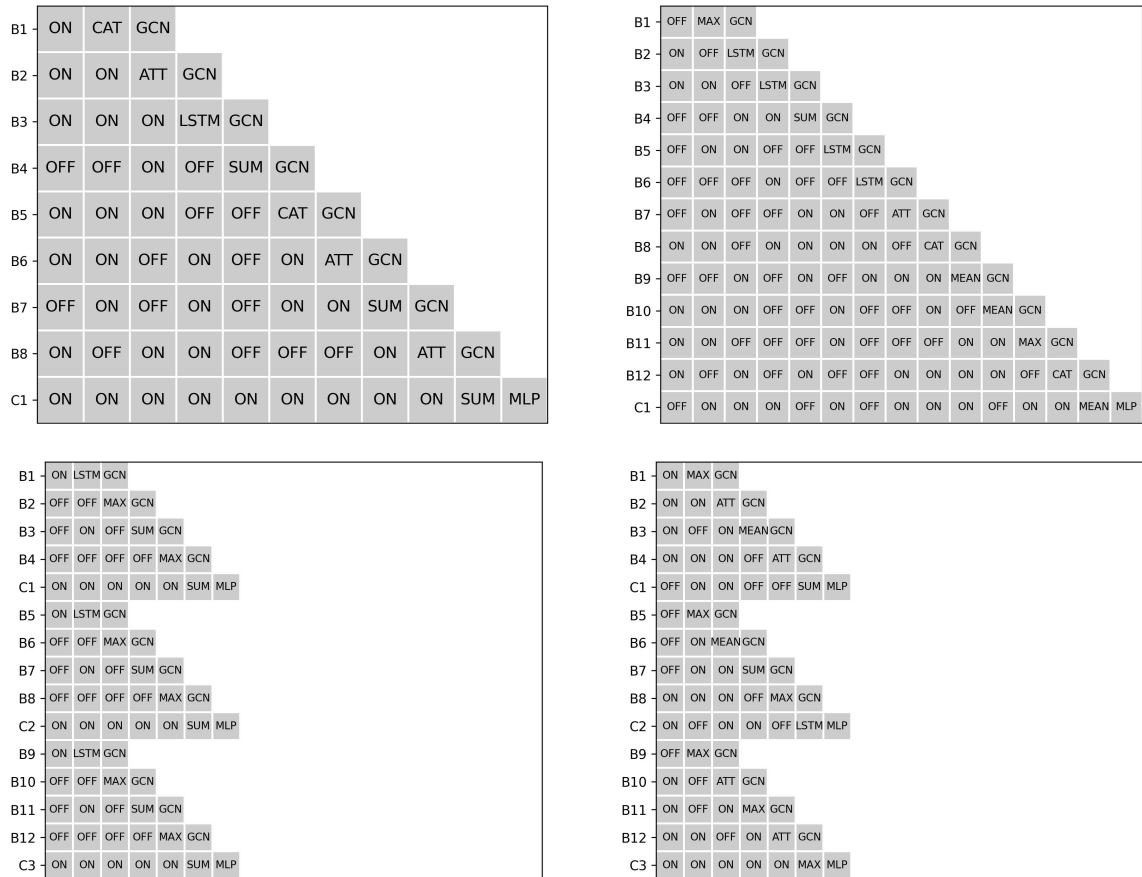 B1 ON CAT GCN
B2 ON ON ATT GCN
B3 ON ON ON LSTM GCN
B4 OFF OFF ON OFF SUM GCN
B5 ON ON ON OFF OFF CAT GCN
B6 ON ON OFF ON OFF ON ATT GCN
B7 OFF ON OFF ON OFF ON ON SUM GCN
B8 ON OFF ON ON OFF OFF OFF ON ATT GCN
C1 ON ON ON ON ON ON ON ON ON SUM MLP
B1 OFF MAX GCN
B2 ON OFF LSTM GCN
B3 ON ON OFF LSTM GCN
B4 OFF OFF ON ON SUM GCN
B5 OFF ON ON OFF OFF LSTM GCN
B6 OFF OFF OFF ON OFF OFF LSTM GCN
B7 OFF ON OFF OFF ON ON OFF ATT GCN
B8 ON ON OFF ON ON ON ON OFF CAT GCN
B9 OFF OFF ON OFF ON OFF ON ON ON MEAN GCN
B10 ON ON ON OFF ON OFF OFF ON OFF MEAN GCN
B11 ON ON OFF OFF ON OFF OFF OFF ON ON MAX GCN
B12 ON OFF ON OFF OFF OFF ON ON ON ON OFF CAT GCN
C1 OFF ON ON ON OFF ON OFF ON ON ON OFF ON ON MEAN MLP
B1 ON LSTM GCN
B2 OFF OFF MAX GCN
B3 OFF ON OFF SUM GCN
B4 OFF OFF OFF OFF MAX GCN
C1 ON ON ON ON ON SUM MLP
B5 ON LSTM GCN
B6 OFF OFF MAX GCN
B7 OFF ON OFF SUM GCN
B8 OFF OFF OFF OFF MAX GCN
C2 ON ON ON ON ON SUM MLP
B9 ON LSTM GCN
B10 OFF OFF MAX GCN
B11 OFF ON OFF SUM GCN
B12 OFF OFF OFF OFF MAX GCN
C3 ON ON ON ON ON SUM MLP
B1 ON MAX GCN
B2 ON ON ATT GCN
B3 ON OFF ON MEAN GCN
B4 ON ON ON OFF ATT GCN
C1 OFF ON ON OFF OFF SUM MLP
B5 OFF MAX GCN
B6 OFF ON MEAN GCN
B7 OFF ON ON SUM GCN
B8 ON ON ON OFF MAX GCN
C2 ON OFF ON ON OFF LSTM MLP
B9 OFF MAX GCN
B10 ON OFF ATT GCN
B11 ON OFF ON MAX GCN
B12 ON ON OFF ON ATT GCN
C3 ON ON ON ON ON MAX MLP